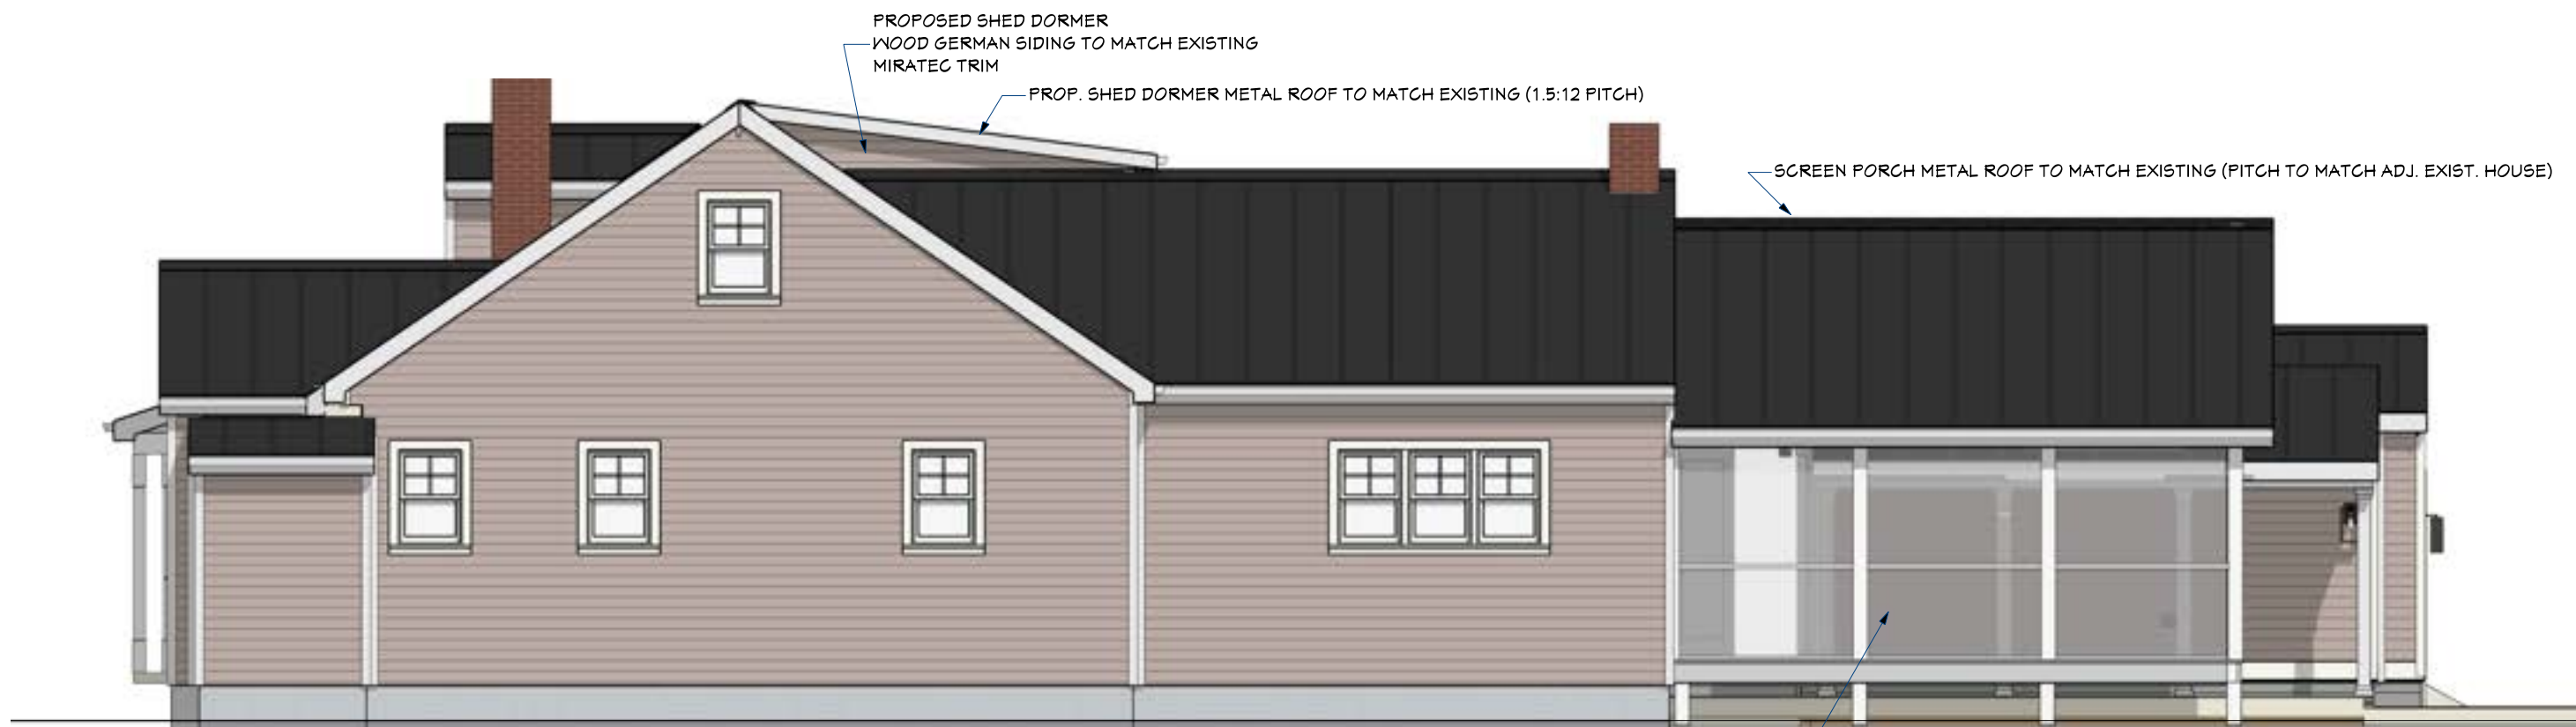 PROPOSED SHED DORMER
WOOD GERMAN SIDING TO MATCH EXISTING
MIRATEC TRIM
PROP. SHED DORMER METAL ROOF TO MATCH EXISTING (1.5:12 PITCH)
SCREEN PORCH METAL ROOF TO MATCH EXISTING (PITCH TO MATCH ADJ. EXIST. HOUSE)